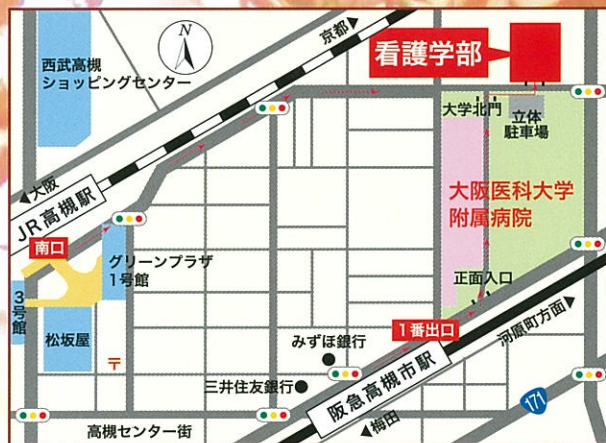 N
京都
西武高槻
ショッピングセンター
看護学部
大学北門
立体
駐車場
大阪
JR高槻駅
大阪医科大学
附属病院
南口
グリーンプラザ
1号館
正面入口
3号館
1番出口
河原町方面
松坂屋
〒
みずほ銀行
三井住友銀行
阪急高槻市駅
171
高槻センター街
梅田